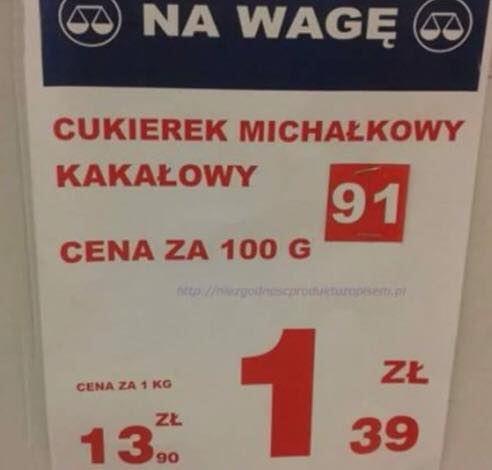 NA WAGĘ
CUKIEREK MICHAŁKOWY
KAKAŁOWY
91
CENA ZA 100 G
http://niezgodnoscproduktuzopisem.pl
CENA ZA 1 KG
13 ZŁ 90
1 ZŁ 39